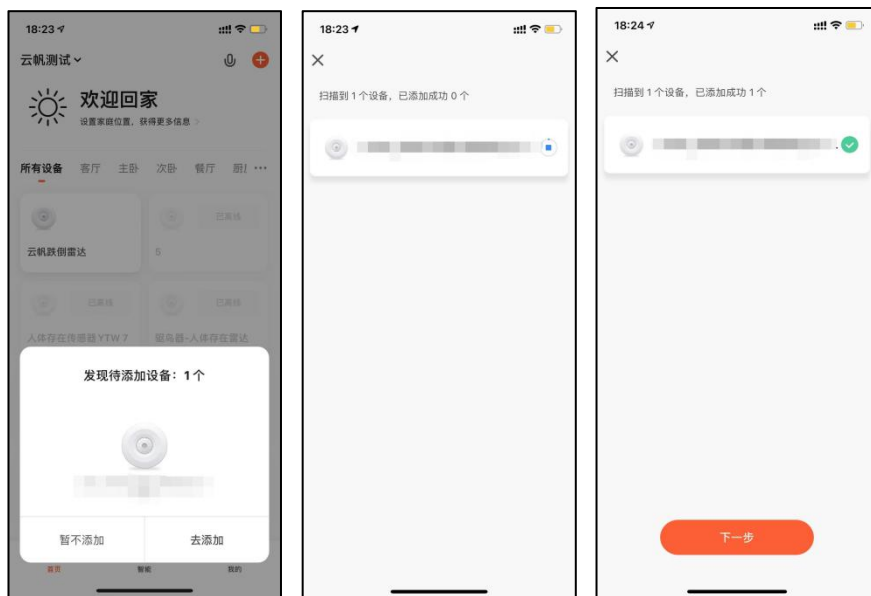 18:23
云帆测试
欢迎回家
设置家庭位置，获得更多信息 >
所有设备 客厅 主卧 次卧 餐厅 厨房 ···
已离线
云帆跌倒雷达
5
已离线
已离线
人体存在传感器 YTW 7
驱鸟器-人体存在雷达
发现待添加设备：1个
暂不添加
去添加
首页
智能
我的
18:23
扫描到 1 个设备，已添加成功 0 个
18:24
扫描到 1 个设备，已添加成功 1 个
下一步